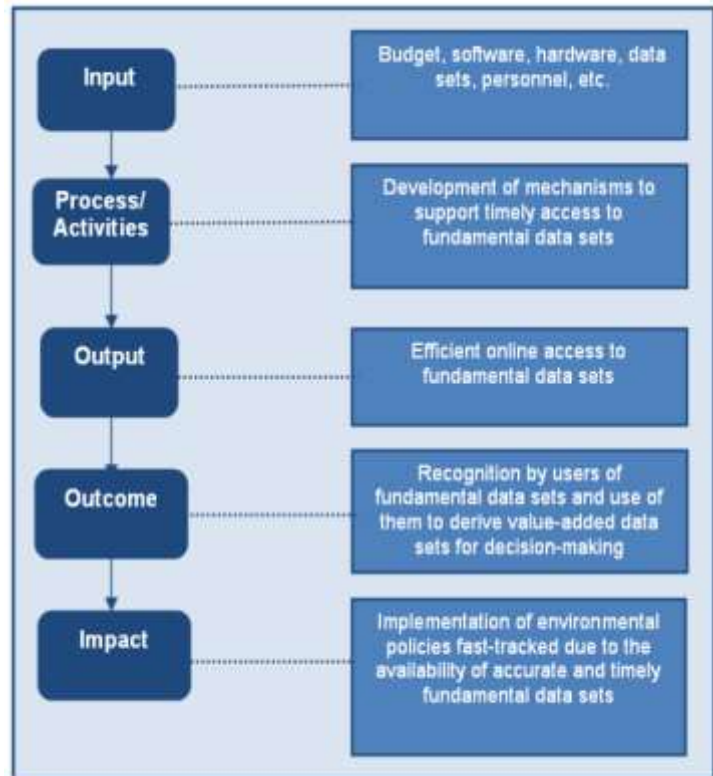 Input
Budget, software, hardware, data
sets, personnel, etc.
Process/
Activities
Development of mechanisms to
support timely access to
fundamental data sets
Output
Efficient online access to
fundamental data sets
Outcome
Recognition by users of
fundamental data sets and use of
them to derive value-added data
sets for decision-making
Impact
Implementation of environmental
policies fast-tracked due to the
availability of accurate and timely
fundamental data sets